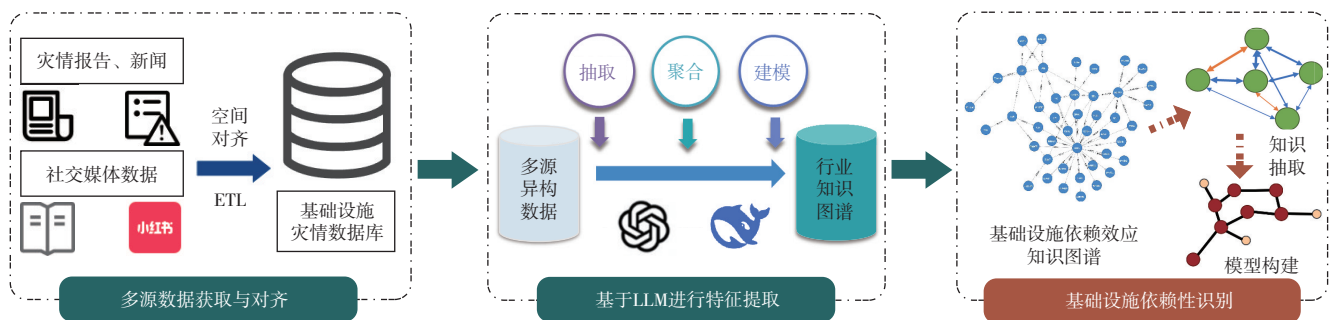 灾情报告、新闻
社交媒体数据
小红书
空间
对齐
ETL
基础设施
灾情数据库
多源数据获取与对齐
抽取
聚合
建模
多源
异构
数据
行业
知识
图谱
基于LLM进行特征提取
基础设施依赖效应
知识图谱
知识
抽取
模型构建
基础设施依赖性识别